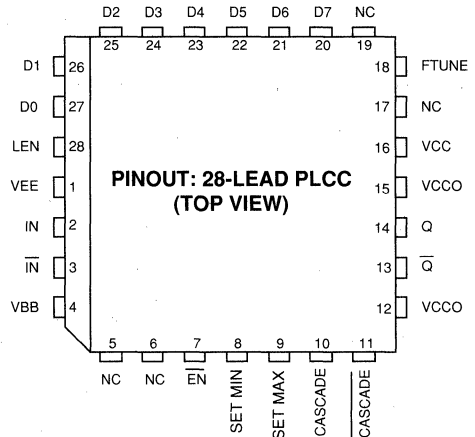 D2 D3 D4 D5 D6 D7 NC
25 24 23 22 21 20 19
D1 26
D0 27
LEN 28
VEE 1
IN 2
I̅N̅ 3
VBB 4
PINOUT: 28-LEAD PLCC
(TOP VIEW)
18 FTUNE
17 NC
16 VCC
15 VCCO
14 Q
13 Q̅
12 VCCO
5 6 7 8 9 10 11
NC NC E̅N̅ SET MIN SET MAX CASCADE C̅A̅S̅C̅A̅D̅E̅